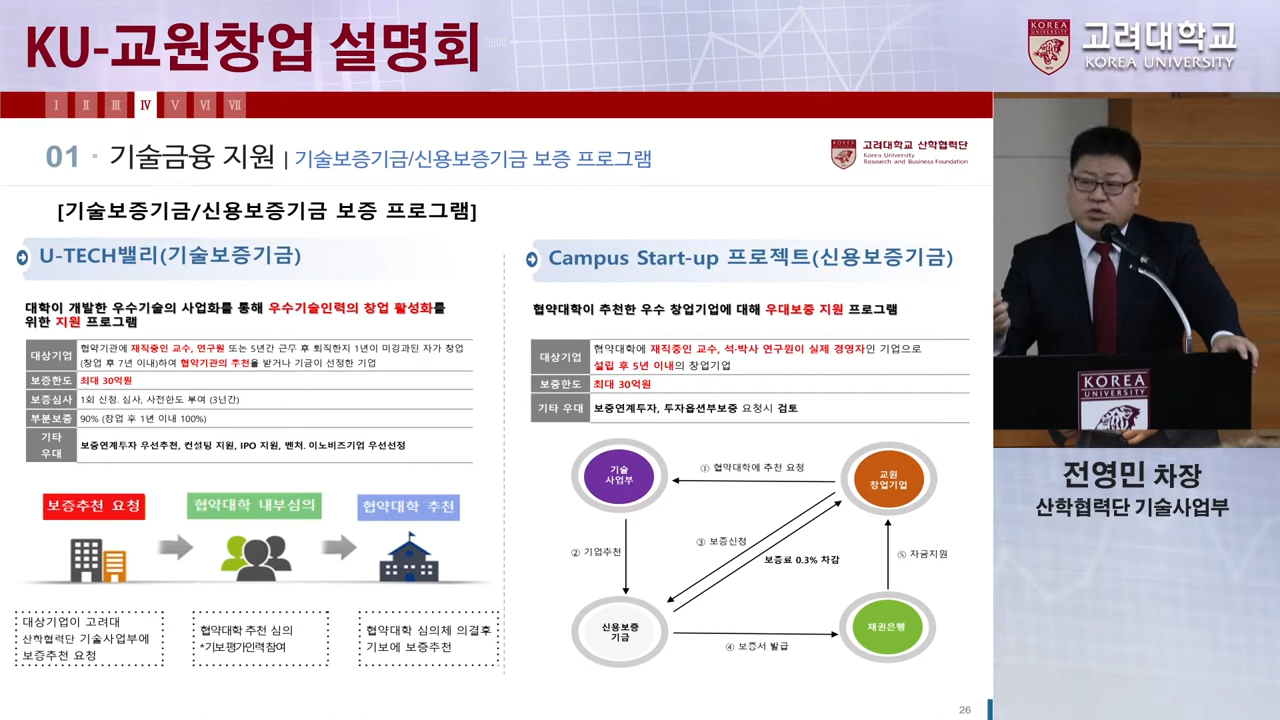 KU-교원창업 설명회
KOREA
UNIVERSITY
고려대학교
KOREA UNIVERSITY
Ⅰ Ⅱ Ⅲ Ⅳ Ⅴ Ⅵ Ⅶ
01 · 기술금융 지원 | 기술보증기금/신용보증기금 보증 프로그램
고려대학교 산학협력단
Korea University
Research and Business Foundation
[기술보증기금/신용보증기금 보증 프로그램]
U-TECH밸리(기술보증기금)
대학이 개발한 우수기술의 사업화를 통해 우수기술인력의 창업 활성화를
위한 지원 프로그램
대상기업
협약기관에 재직중인 교수, 연구원 또는 5년간 근무 후 퇴직한지 1년이 미경과된 자가 창업
(창업 후 7년 이내)하여 협약기관의 추천을 받거나 기금이 선정한 기업
보증한도 최대 30억원
보증심사 1회 신청. 심사, 사전한도 부여 (3년간)
부분보증 90% (창업 후 1년 이내 100%)
기타
우대
보증연계투자 우선추천, 컨설팅 지원, IPO 지원, 벤처. 이노비즈기업 우선선정
보증추천 요청
협약대학 내부심의
협약대학 추천
대상기업이 고려대
산학협력단 기술사업부에
보증추천 요청
협약대학 추천 심의
*기보 평가인력 참여
협약대학 심의체 의결후
기보에 보증추천
Campus Start-up 프로젝트(신용보증기금)
협약대학이 추천한 우수 창업기업에 대해 우대보증 지원 프로그램
대상기업
협약대학에 재직중인 교수, 석·박사 연구원이 실제 경영자인 기업으로
설립 후 5년 이내의 창업기업
보증한도 최대 30억원
기타 우대 보증연계투자, 투자옵션부보증 요청시 검토
기술
사업부
① 협약대학에 추천 요청
교원
창업기업
② 기업추천
③ 보증신청
보증료 0.3% 차감
⑤ 자금지원
신용보증
기금
④ 보증서 발급
채권은행
26
KOREA
UNIVERSITY
전영민 차장
산학협력단 기술사업부